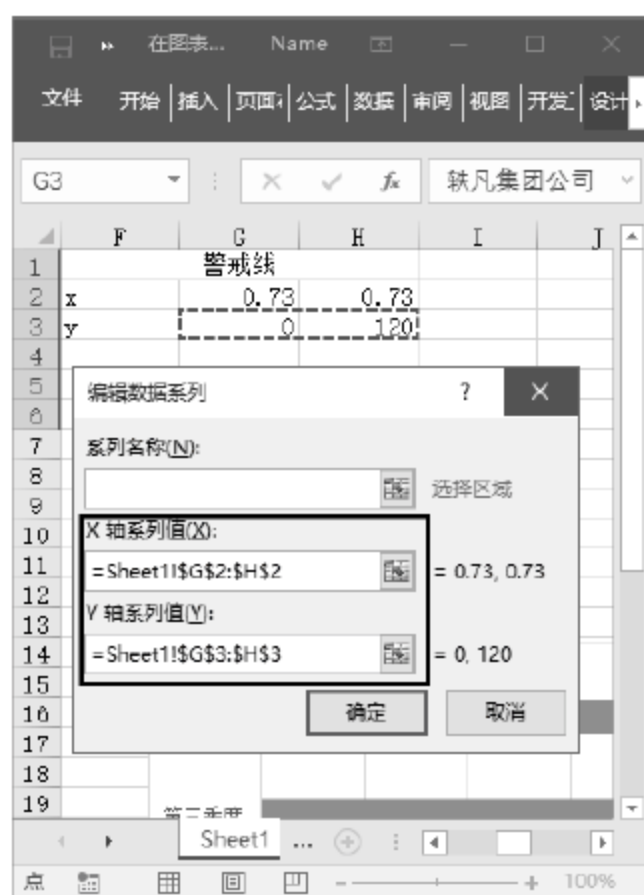 在图表... Name
文件 开始 插入 页面 公式 数据 审阅 视图 开发 设计
G3 fx 轶凡集团公司
F G H I J
1 警戒线
2 x 0.73 0.73
3 y 0 120
4
5
6
7
8
9
10
11
12
13
14
15
16
17
18
19
编辑数据系列 ?
系列名称(N):
选择区域
X 轴系列值(X):
=Sheet1!$G$2:$H$2 = 0.73, 0.73
Y 轴系列值(Y):
=Sheet1!$G$3:$H$3 = 0, 120
确定 取消
Sheet1 ...
点 100%